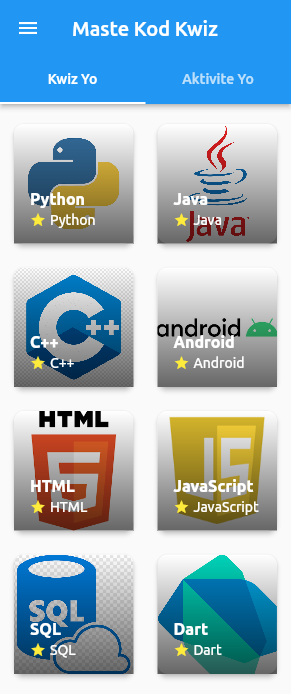 Maste Kod Kwiz
Kwiz Yo
Aktivite Yo
Python
Python
Java
Java
Java
C++
C++
C++
android
Android
Android
HTML
HTML
5
HTML
JS
JavaScript
JavaScript
SQL
SQL
SQL
Dart
Dart